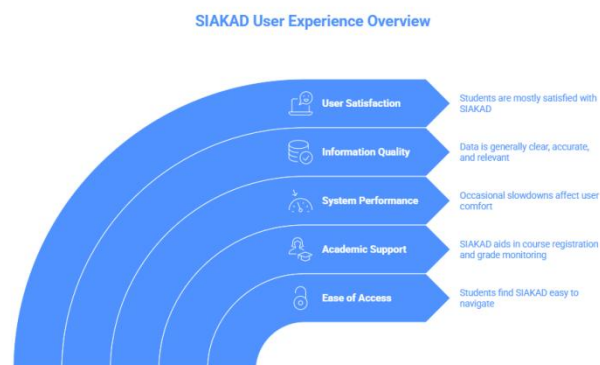 SIAKAD User Experience Overview
User Satisfaction
Students are mostly satisfied with
SIAKAD
Information Quality
Data is generally clear, accurate,
and relevant
System Performance
Occasional slowdowns affect user
comfort
Academic Support
SIAKAD aids in course registration
and grade monitoring
Ease of Access
Students find SIAKAD easy to
navigate